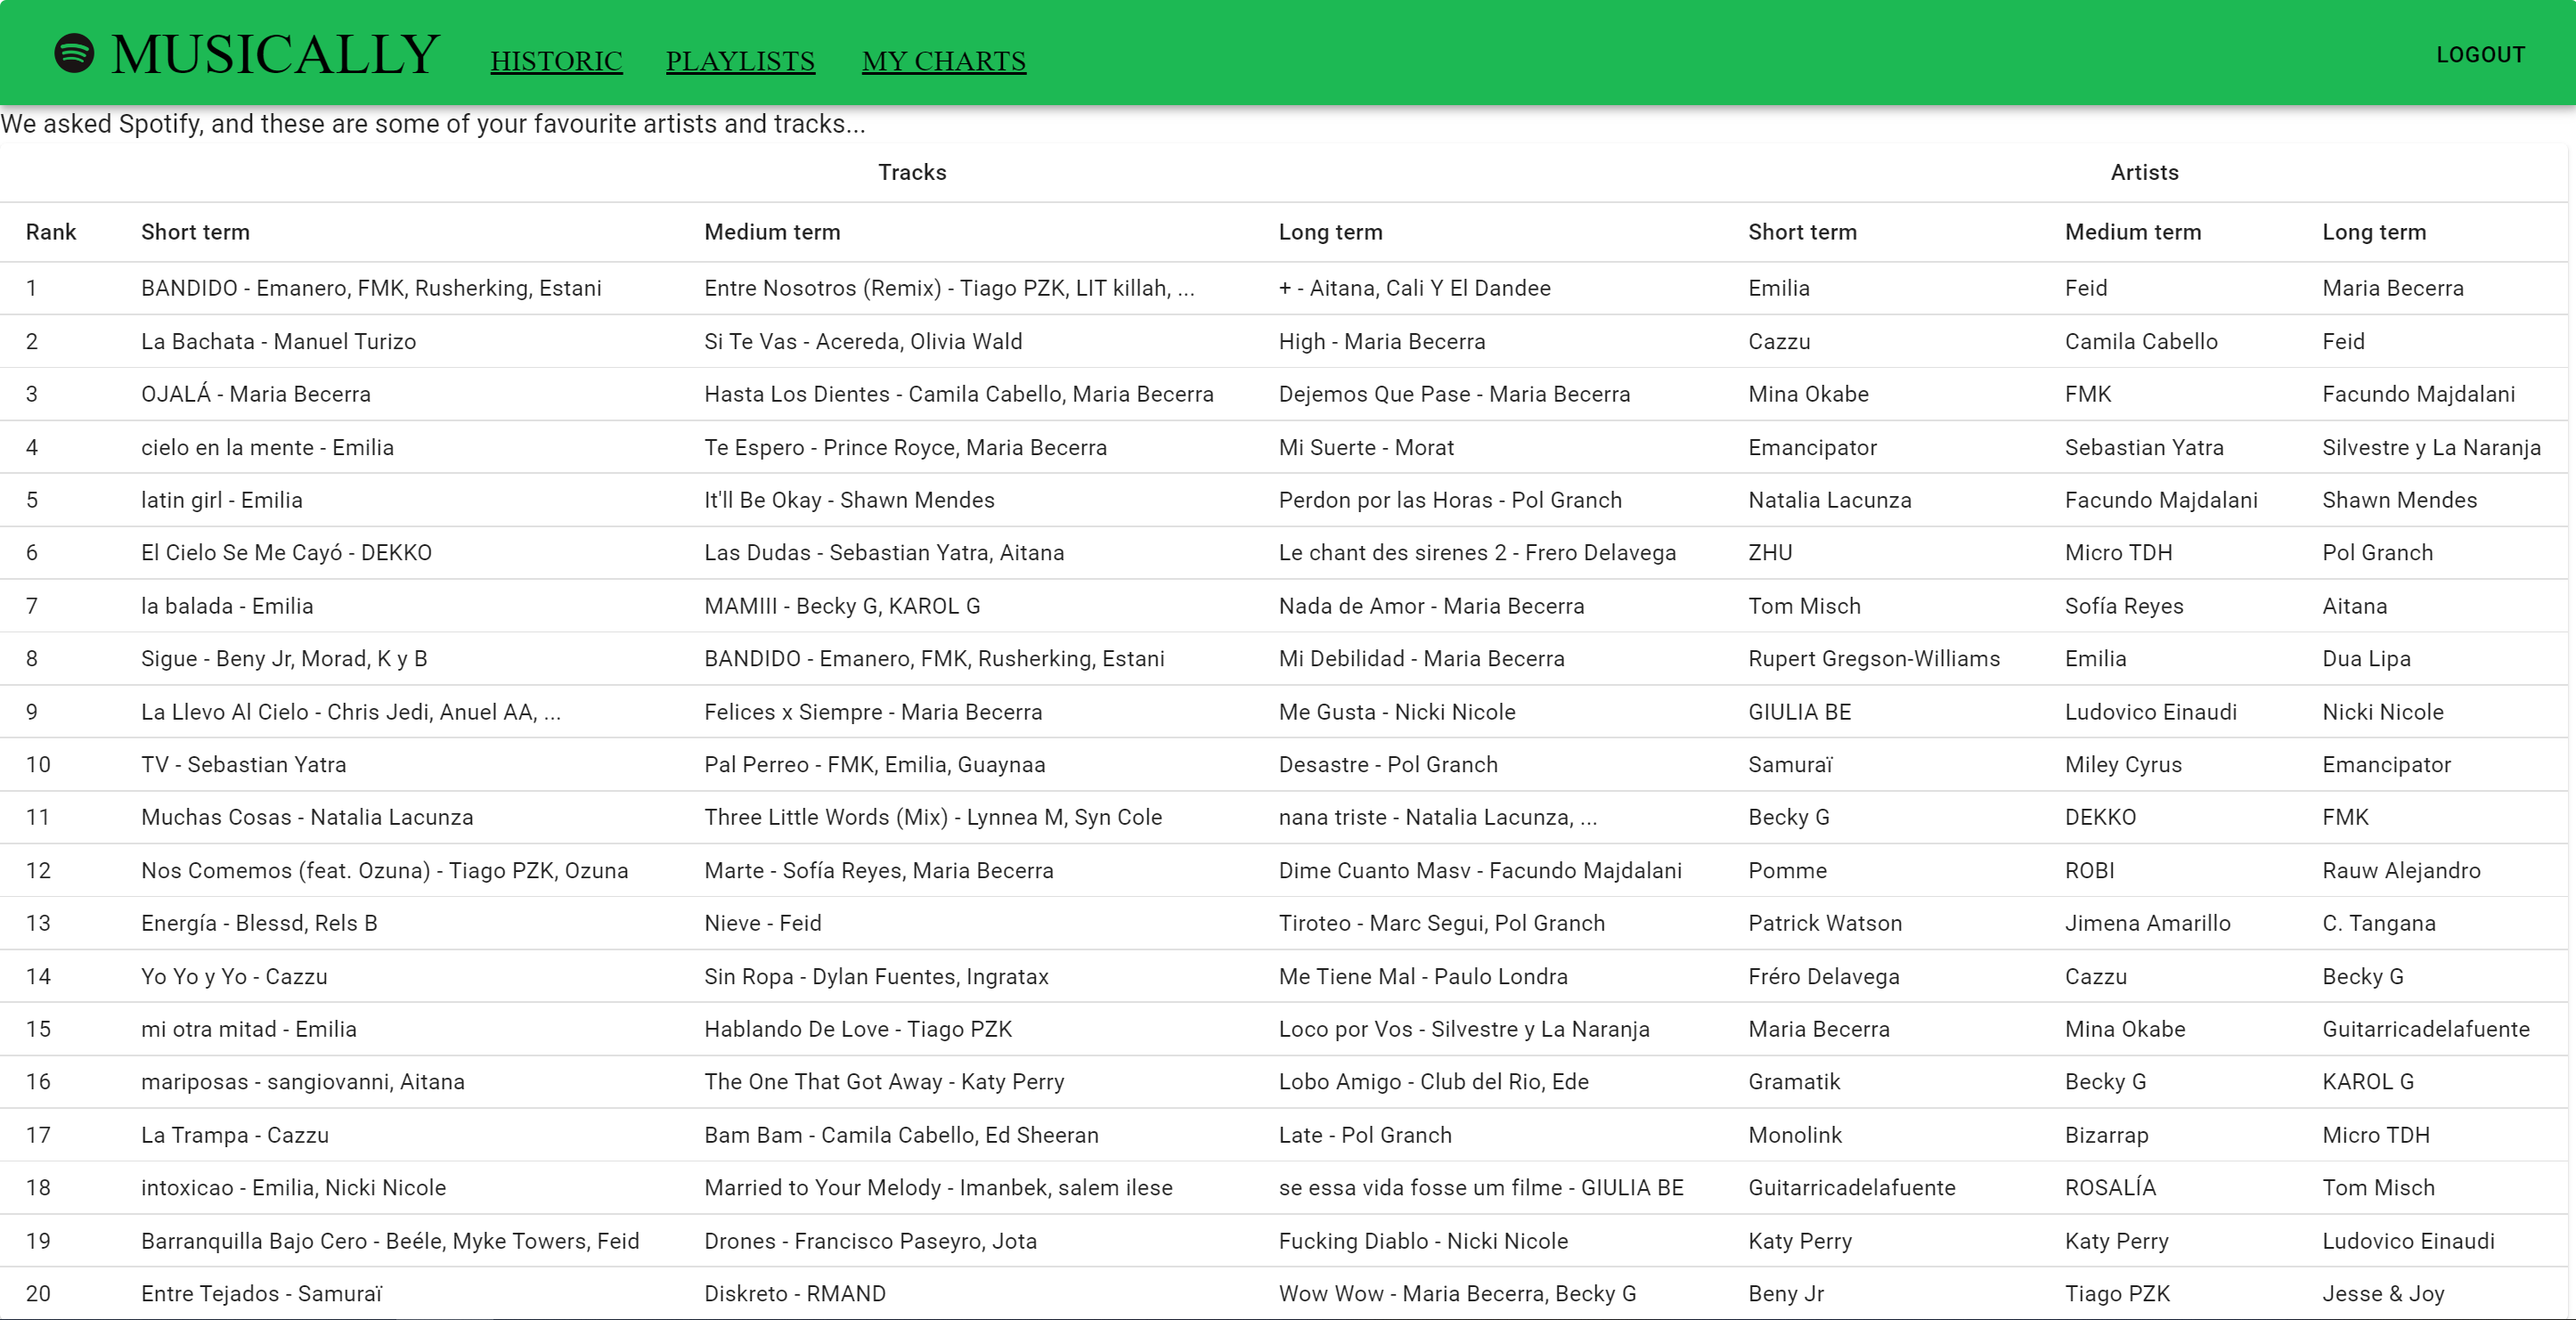 MUSICALLY HISTORIC PLAYLISTS MY CHARTS LOGOUT
We asked Spotify, and these are some of your favourite artists and tracks...
Tracks Artists
Rank Short term Medium term Long term Short term Medium term Long term
1 BANDIDO - Emanero, FMK, Rusherking, Estani Entre Nosotros (Remix) - Tiago PZK, LIT killah, ... + - Aitana, Cali Y El Dandee Emilia Feid Maria Becerra
2 La Bachata - Manuel Turizo Si Te Vas - Acereda, Olivia Wald High - Maria Becerra Cazzu Camila Cabello Feid
3 OJALÁ - Maria Becerra Hasta Los Dientes - Camila Cabello, Maria Becerra Dejemos Que Pase - Maria Becerra Mina Okabe FMK Facundo Majdalani
4 cielo en la mente - Emilia Te Espero - Prince Royce, Maria Becerra Mi Suerte - Morat Emancipator Sebastian Yatra Silvestre y La Naranja
5 latin girl - Emilia It'll Be Okay - Shawn Mendes Perdon por las Horas - Pol Granch Natalia Lacunza Facundo Majdalani Shawn Mendes
6 El Cielo Se Me Cayó - DEKKO Las Dudas - Sebastian Yatra, Aitana Le chant des sirenes 2 - Frero Delavega ZHU Micro TDH Pol Granch
7 la balada - Emilia MAMIII - Becky G, KAROL G Nada de Amor - Maria Becerra Tom Misch Sofía Reyes Aitana
8 Sigue - Beny Jr, Morad, K y B BANDIDO - Emanero, FMK, Rusherking, Estani Mi Debilidad - Maria Becerra Rupert Gregson-Williams Emilia Dua Lipa
9 La Llevo Al Cielo - Chris Jedi, Anuel AA, ... Felices x Siempre - Maria Becerra Me Gusta - Nicki Nicole GIULIA BE Ludovico Einaudi Nicki Nicole
10 TV - Sebastian Yatra Pal Perreo - FMK, Emilia, Guaynaa Desastre - Pol Granch Samuraï Miley Cyrus Emancipator
11 Muchas Cosas - Natalia Lacunza Three Little Words (Mix) - Lynnea M, Syn Cole nana triste - Natalia Lacunza, ... Becky G DEKKO FMK
12 Nos Comemos (feat. Ozuna) - Tiago PZK, Ozuna Marte - Sofía Reyes, Maria Becerra Dime Cuanto Masv - Facundo Majdalani Pomme ROBI Rauw Alejandro
13 Energía - Blessd, Rels B Nieve - Feid Tiroteo - Marc Segui, Pol Granch Patrick Watson Jimena Amarillo C. Tangana
14 Yo Yo y Yo - Cazzu Sin Ropa - Dylan Fuentes, Ingratax Me Tiene Mal - Paulo Londra Fréro Delavega Cazzu Becky G
15 mi otra mitad - Emilia Hablando De Love - Tiago PZK Loco por Vos - Silvestre y La Naranja Maria Becerra Mina Okabe Guitarricadelafuente
16 mariposas - sangiovanni, Aitana The One That Got Away - Katy Perry Lobo Amigo - Club del Rio, Ede Gramatik Becky G KAROL G
17 La Trampa - Cazzu Bam Bam - Camila Cabello, Ed Sheeran Late - Pol Granch Monolink Bizarrap Micro TDH
18 intoxicao - Emilia, Nicki Nicole Married to Your Melody - Imanbek, salem ilese se essa vida fosse um filme - GIULIA BE Guitarricadelafuente ROSALÍA Tom Misch
19 Barranquilla Bajo Cero - Beéle, Myke Towers, Feid Drones - Francisco Paseyro, Jota Fucking Diablo - Nicki Nicole Katy Perry Katy Perry Ludovico Einaudi
20 Entre Tejados - Samuraï Diskreto - RMAND Wow Wow - Maria Becerra, Becky G Beny Jr Tiago PZK Jesse & Joy